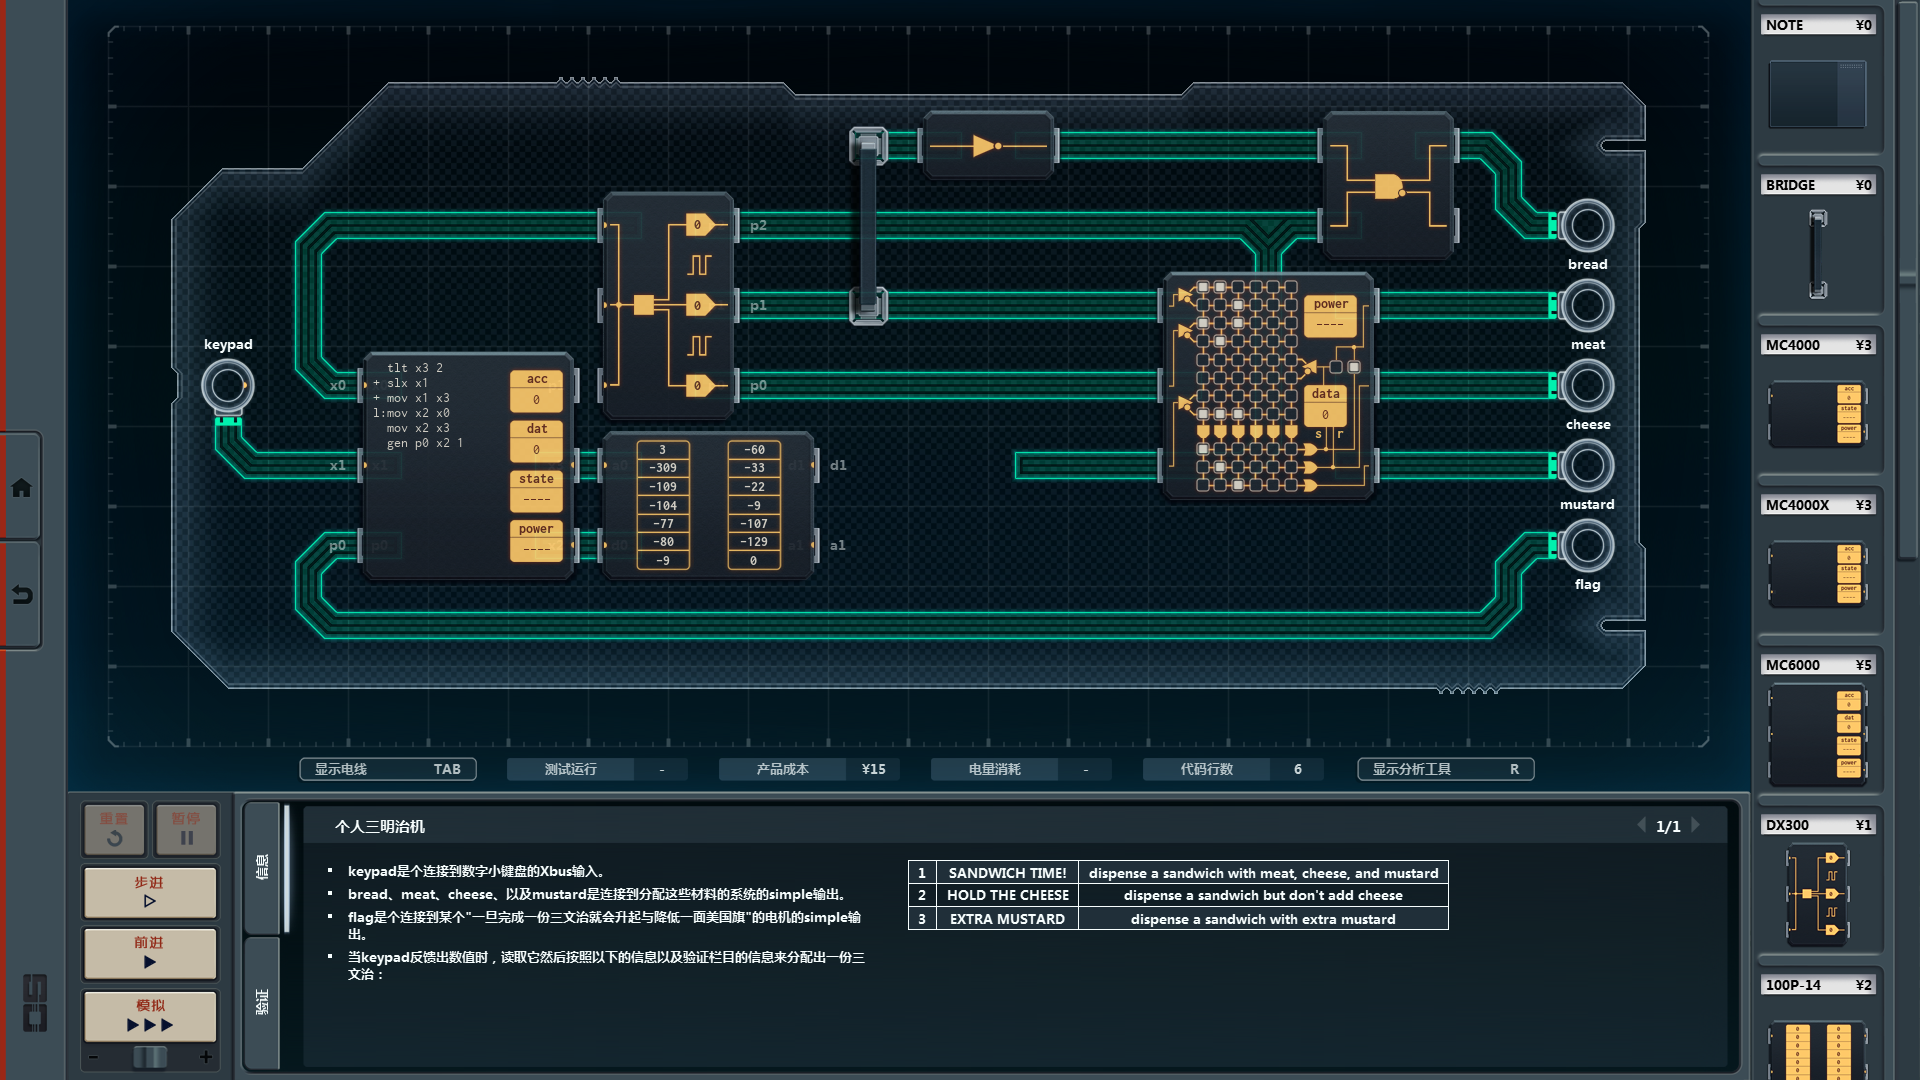 NOTE ¥0
BRIDGE ¥0
MC4000 ¥3
MC4000X ¥3
MC6000 ¥5
DX300 ¥1
100P-14 ¥2
keypad
x0
x1
p0
tlt x3 2
+ slx x1
+ mov x1 x3
l:mov x2 x0
mov x2 x3
gen p0 x2 1
acc
0
dat
0
state
----
power
----
0
0
0
p2
p1
p0
3
-309
-109
-104
-77
-80
-9
-60
-33
-22
-9
-107
-129
0
d1
a1
power
----
data
0
s r
bread
meat
cheese
mustard
flag
显示电线 TAB
测试运行 -
产品成本 ¥15
电量消耗 -
代码行数 6
显示分析工具 R
重置
暂停
步进
前进
模拟
- +
信息
验证
个人三明治机
1/1
▪ keypad是个连接到数字小键盘的Xbus输入。
▪ bread、meat、cheese、以及mustard是连接到分配这些材料的系统的simple输出。
▪ flag是个连接到某个"一旦完成一份三文治就会升起与降低一面美国旗"的电机的simple输
出。
▪ 当keypad反馈出数值时，读取它然后按照以下的信息以及验证栏目的信息来分配出一份三
文治：
1 SANDWICH TIME! dispense a sandwich with meat, cheese, and mustard
2 HOLD THE CHEESE dispense a sandwich but don't add cheese
3 EXTRA MUSTARD dispense a sandwich with extra mustard